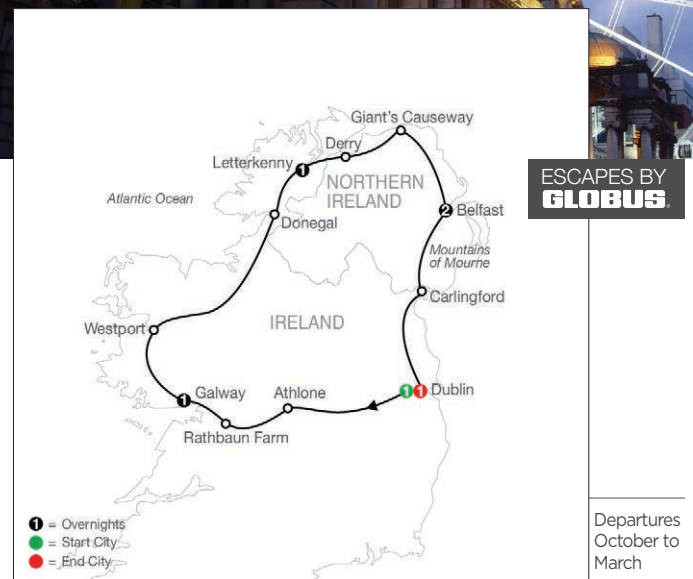 Giant's Causeway
Derry
Letterkenny 1
NORTHERN
IRELAND
ESCAPES BY
GLOBUS.
Atlantic Ocean
2 Belfast
Donegal
Mountains
of Mourne
Carlingford
IRELAND
Westport
1 Galway
Athlone
1 1 Dublin
Rathbaun Farm
1 = Overnights
= Start City
= End City
Departures
October to
March